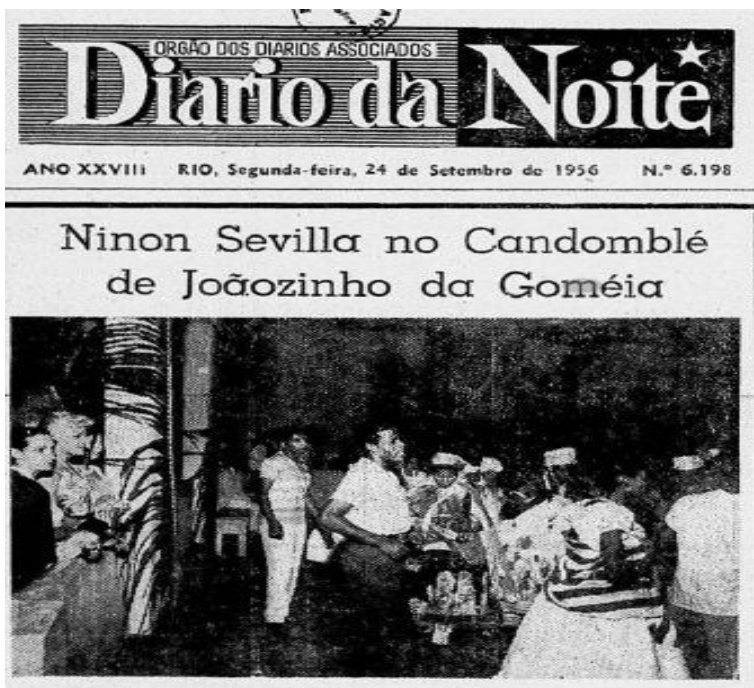 ORGÃO DOS DIARIOS ASSOCIADOS
Diario da Noite
ANO XXVIII RIO, Segunda-feira, 24 de Setembro de 1956 N.º 6.198
Ninon Sevilla no Candomblé
de Joãozinho da Goméia